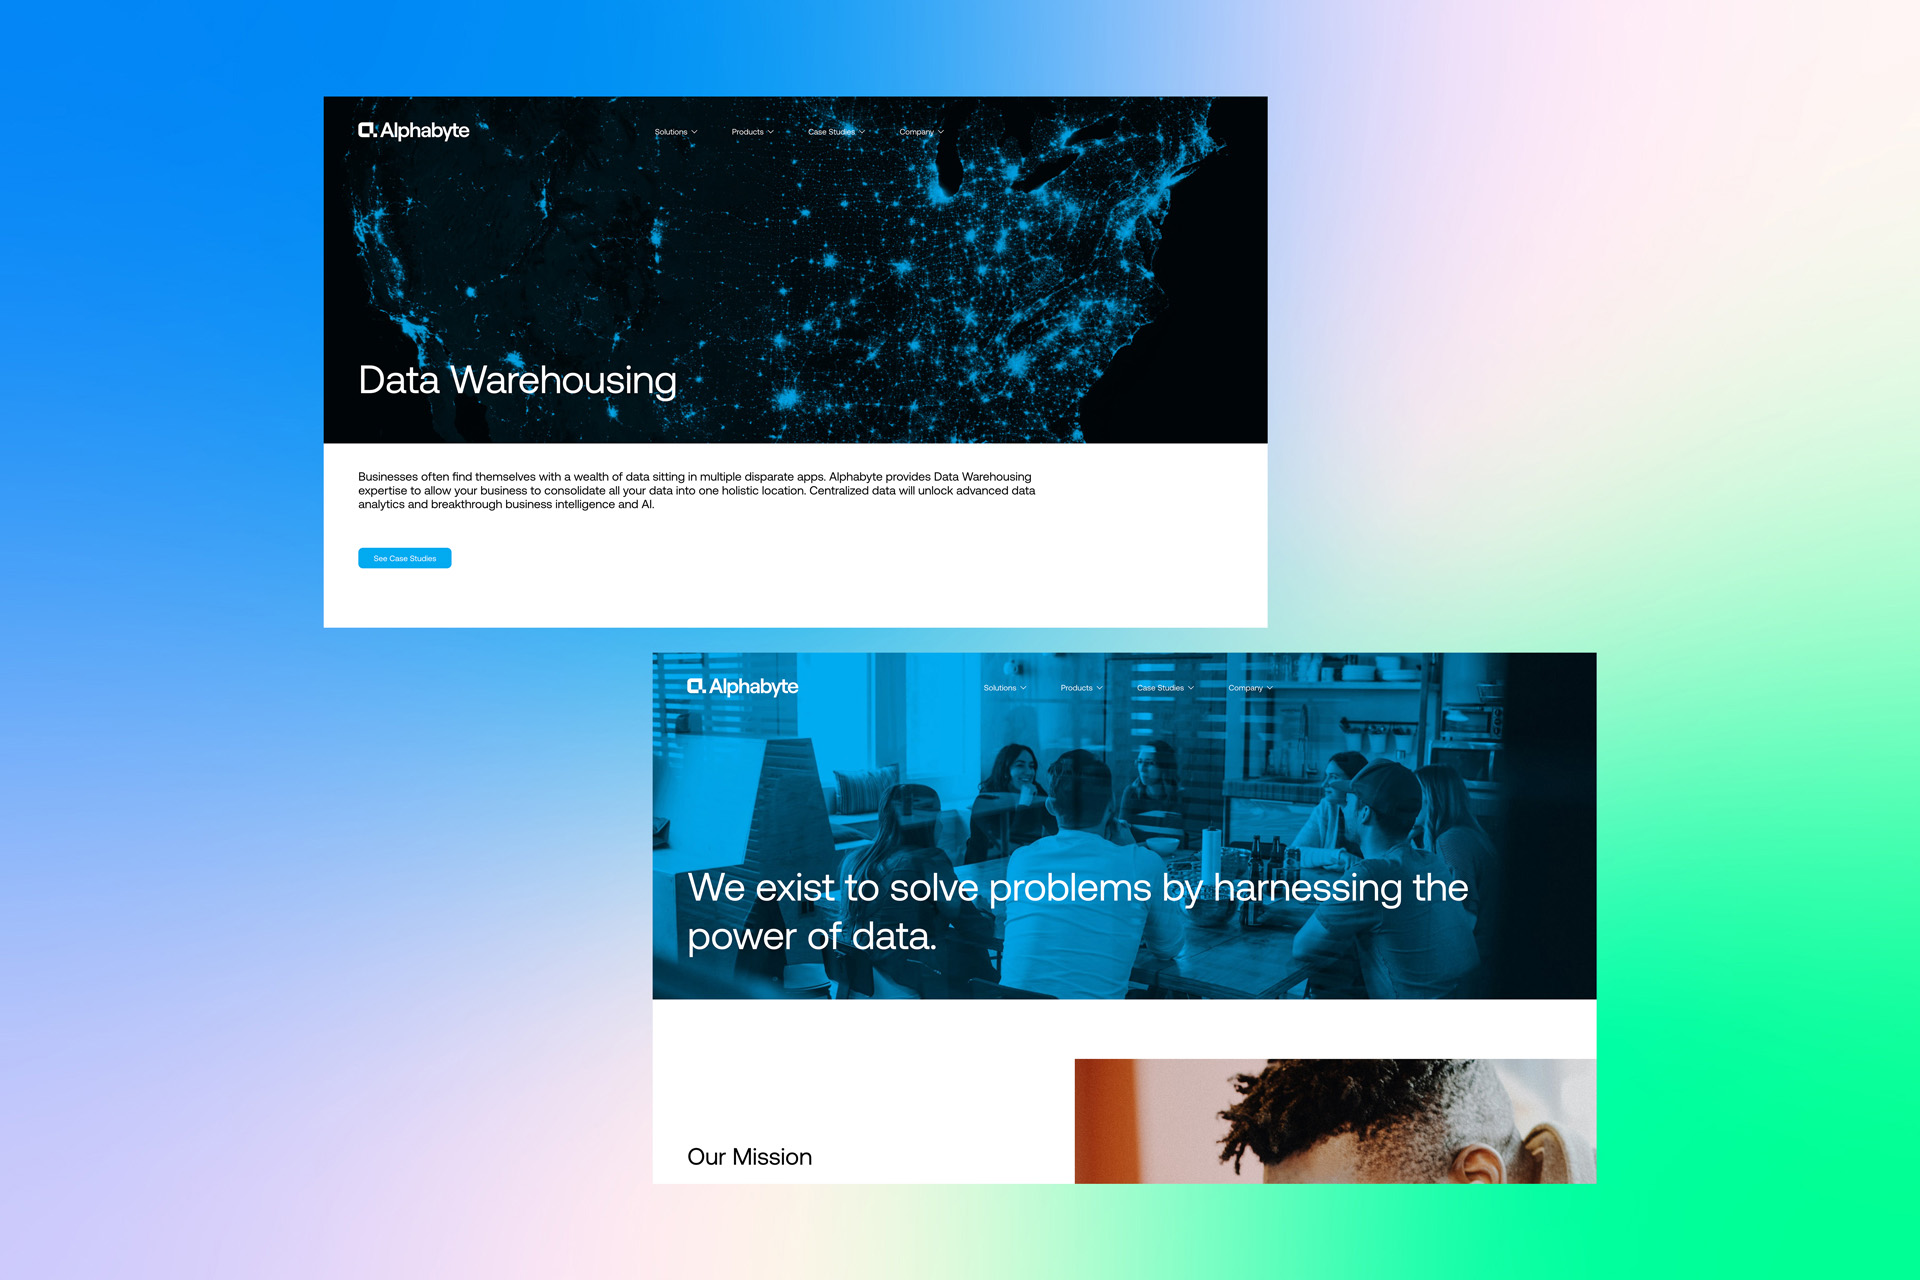 Alphabyte
Solutions Products Case Studies Company
Data Warehousing
Businesses often find themselves with a wealth of data sitting in multiple disparate apps. Alphabyte provides Data Warehousing
expertise to allow your business to consolidate all your data into one holistic location. Centralized data will unlock advanced data
analytics and breakthrough business intelligence and AI.
See Case Studies
Alphabyte
Solutions Products Case Studies Company
We exist to solve problems by harnessing the
power of data.
Our Mission